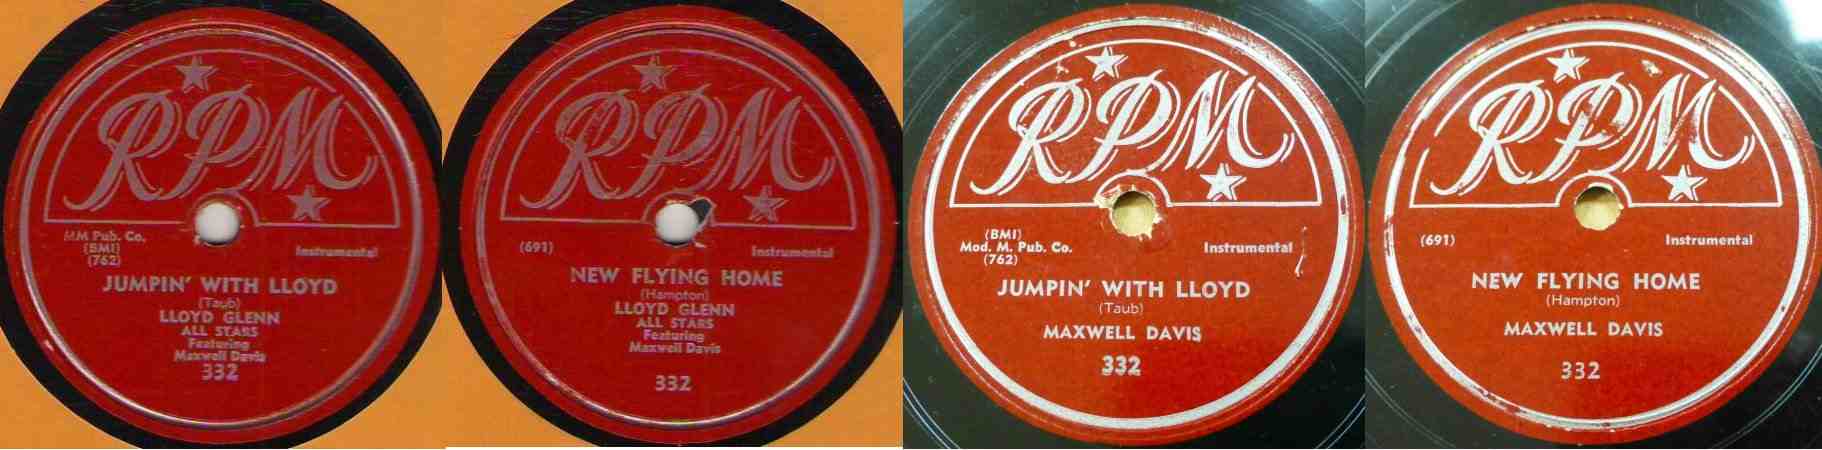 RPM
MM Pub. Co.
(BMI)
(762)
Instrumental
JUMPIN' WITH LLOYD
(Taub)
LLOYD GLENN
ALL STARS
Featuring
Maxwell Davis
332
RPM
(691)
Instrumental
NEW FLYING HOME
(Hampton)
LLOYD GLENN
ALL STARS
Featuring
Maxwell Davis
332
RPM
(BMI)
Mod. M. Pub. Co.
(762)
Instrumental
JUMPIN' WITH LLOYD
(Taub)
MAXWELL DAVIS
332
RPM
(691)
Instrumental
NEW FLYING HOME
(Hampton)
MAXWELL DAVIS
332